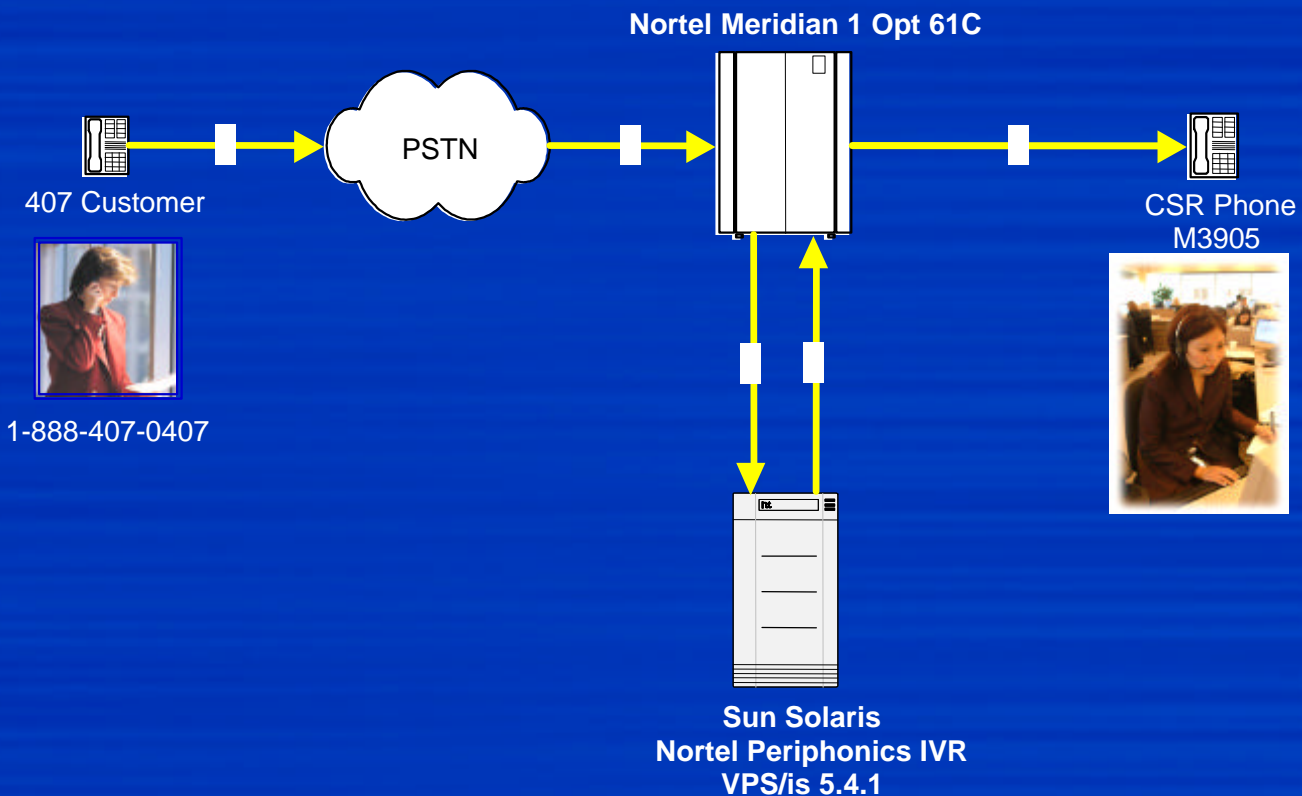 Nortel Meridian 1 Opt 61C
PSTN
407 Customer
CSR Phone
M3905
1-888-407-0407
Sun Solaris
Nortel Periphonics IVR
VPS/is 5.4.1